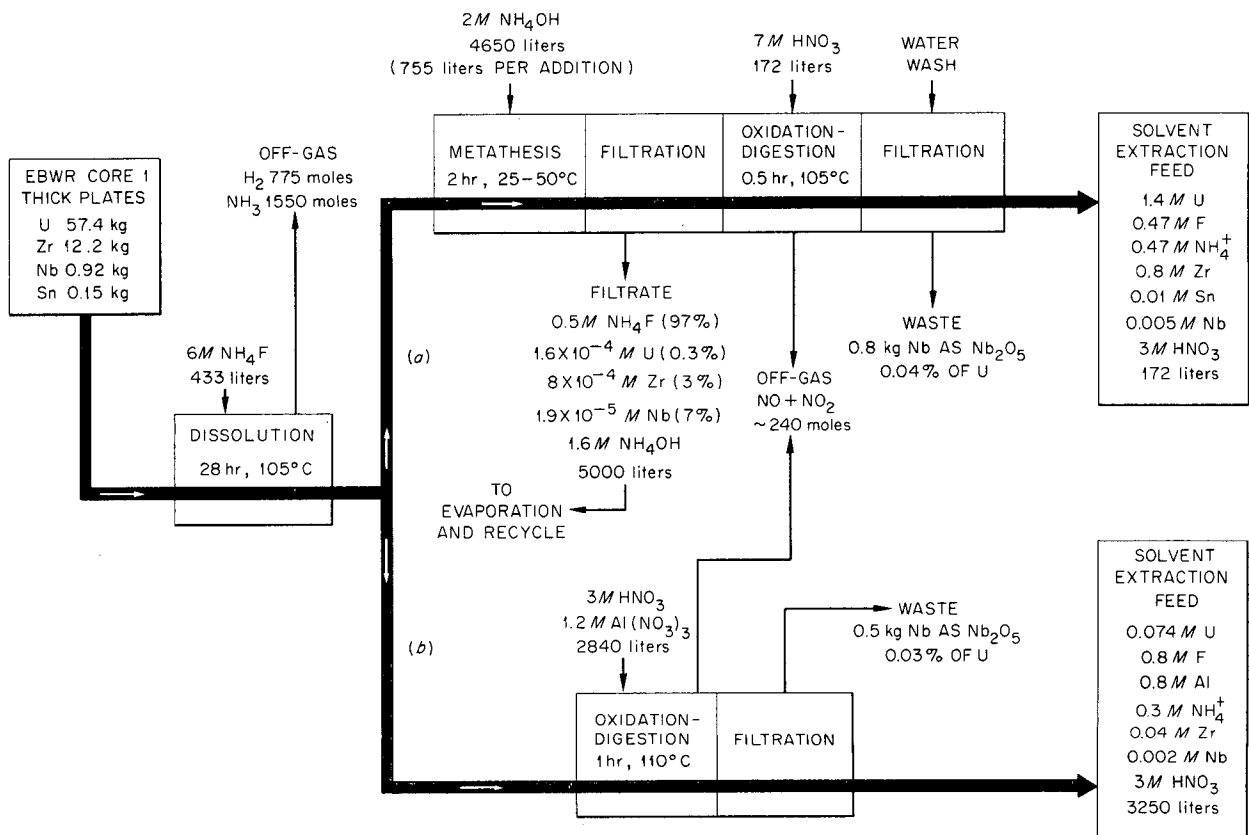 EBWR CORE 1
THICK PLATES
U 57.4 kg
Zr 12.2 kg
Nb 0.92 kg
Sn 0.15 kg
6M NH₄F
433 liters
DISSOLUTION
28 hr, 105°C
OFF-GAS
H₂ 775 moles
NH₃ 1550 moles
(a)
2M NH₄OH
4650 liters
(755 liters PER ADDITION)
METATHESIS
2 hr, 25–50°C
FILTRATION
7M HNO₃
172 liters
OXIDATION-
DIGESTION
0.5 hr, 105°C
WATER
WASH
FILTRATION
FILTRATE
0.5M NH₄F (97%)
1.6×10⁻⁴ M U (0.3%)
8×10⁻⁴ M Zr (3%)
1.9×10⁻⁵ M Nb (7%)
1.6M NH₄OH
5000 liters
TO
EVAPORATION
AND RECYCLE
OFF-GAS
NO + NO₂
~240 moles
WASTE
0.8 kg Nb AS Nb₂O₅
0.04% OF U
SOLVENT
EXTRACTION
FEED
1.4 M U
0.47 M F
0.47 M NH₄⁺
0.8 M Zr
0.01 M Sn
0.005 M Nb
3M HNO₃
172 liters
(b)
3M HNO₃
1.2 M Al(NO₃)₃
2840 liters
OXIDATION-
DIGESTION
1 hr, 110°C
FILTRATION
WASTE
0.5 kg Nb AS Nb₂O₅
0.03% OF U
SOLVENT
EXTRACTION
FEED
0.074 M U
0.8 M F
0.8 M Al
0.3 M NH₄⁺
0.04 M Zr
0.002 M Nb
3M HNO₃
3250 liters